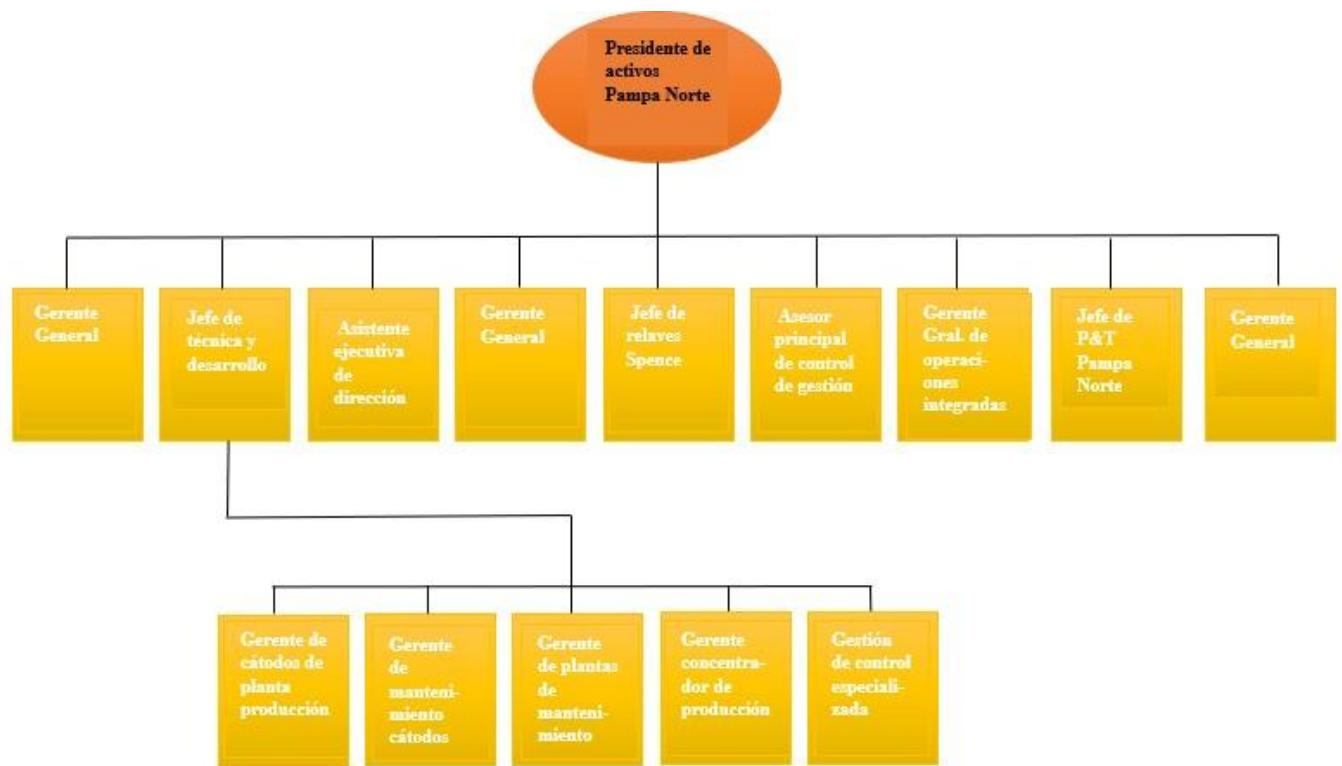 Presidente de
activos
Pampa Norte
Gerente
General
Jefe de
técnica y
desarrollo
Asistente
ejecutiva
de
dirección
Gerente
General
Jefe de
relaves
Spence
Asesor
principal
de control
de gestión
Gerente
Gral. de
operaci-
ones
integradas
Jefe de
P&T
Pampa
Norte
Gerente
General
Gerente de
cátodos de
planta
producción
Gerente
de
manteni-
miento
cátodos
Gerente
de plantas
de
manteni-
miento
Gerente
concentra-
dor de
producción
Gestión
de control
especiali-
zada